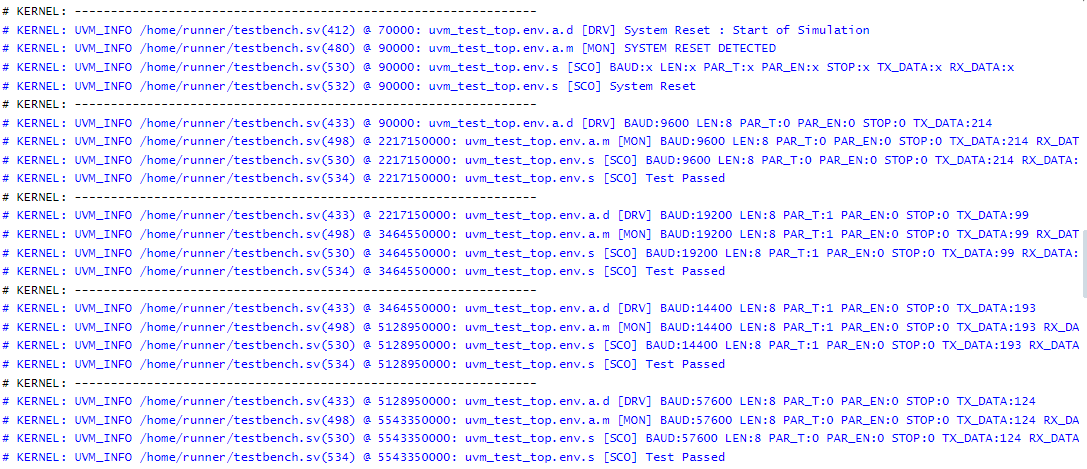 # KERNEL: ---------------------------------------------------------------
# KERNEL: UVM_INFO /home/runner/testbench.sv(412) @ 70000: uvm_test_top.env.a.d [DRV] System Reset : Start of Simulation
# KERNEL: UVM_INFO /home/runner/testbench.sv(480) @ 90000: uvm_test_top.env.a.m [MON] SYSTEM RESET DETECTED
# KERNEL: UVM_INFO /home/runner/testbench.sv(530) @ 90000: uvm_test_top.env.s [SCO] BAUD:x LEN:x PAR_T:x PAR_EN:x STOP:x TX_DATA:x RX_DATA:x
# KERNEL: UVM_INFO /home/runner/testbench.sv(532) @ 90000: uvm_test_top.env.s [SCO] System Reset
# KERNEL: ---------------------------------------------------------------
# KERNEL: UVM_INFO /home/runner/testbench.sv(433) @ 90000: uvm_test_top.env.a.d [DRV] BAUD:9600 LEN:8 PAR_T:0 PAR_EN:0 STOP:0 TX_DATA:214
# KERNEL: UVM_INFO /home/runner/testbench.sv(498) @ 2217150000: uvm_test_top.env.a.m [MON] BAUD:9600 LEN:8 PAR_T:0 PAR_EN:0 STOP:0 TX_DATA:214 RX_DAT
# KERNEL: UVM_INFO /home/runner/testbench.sv(530) @ 2217150000: uvm_test_top.env.s [SCO] BAUD:9600 LEN:8 PAR_T:0 PAR_EN:0 STOP:0 TX_DATA:214 RX_DATA:
# KERNEL: UVM_INFO /home/runner/testbench.sv(534) @ 2217150000: uvm_test_top.env.s [SCO] Test Passed
# KERNEL: ---------------------------------------------------------------
# KERNEL: UVM_INFO /home/runner/testbench.sv(433) @ 2217150000: uvm_test_top.env.a.d [DRV] BAUD:19200 LEN:8 PAR_T:1 PAR_EN:0 STOP:0 TX_DATA:99
# KERNEL: UVM_INFO /home/runner/testbench.sv(498) @ 3464550000: uvm_test_top.env.a.m [MON] BAUD:19200 LEN:8 PAR_T:1 PAR_EN:0 STOP:0 TX_DATA:99 RX_DAT
# KERNEL: UVM_INFO /home/runner/testbench.sv(530) @ 3464550000: uvm_test_top.env.s [SCO] BAUD:19200 LEN:8 PAR_T:1 PAR_EN:0 STOP:0 TX_DATA:99 RX_DATA:
# KERNEL: UVM_INFO /home/runner/testbench.sv(534) @ 3464550000: uvm_test_top.env.s [SCO] Test Passed
# KERNEL: ---------------------------------------------------------------
# KERNEL: UVM_INFO /home/runner/testbench.sv(433) @ 3464550000: uvm_test_top.env.a.d [DRV] BAUD:14400 LEN:8 PAR_T:1 PAR_EN:0 STOP:0 TX_DATA:193
# KERNEL: UVM_INFO /home/runner/testbench.sv(498) @ 5128950000: uvm_test_top.env.a.m [MON] BAUD:14400 LEN:8 PAR_T:1 PAR_EN:0 STOP:0 TX_DATA:193 RX_DA
# KERNEL: UVM_INFO /home/runner/testbench.sv(530) @ 5128950000: uvm_test_top.env.s [SCO] BAUD:14400 LEN:8 PAR_T:1 PAR_EN:0 STOP:0 TX_DATA:193 RX_DATA
# KERNEL: UVM_INFO /home/runner/testbench.sv(534) @ 5128950000: uvm_test_top.env.s [SCO] Test Passed
# KERNEL: ---------------------------------------------------------------
# KERNEL: UVM_INFO /home/runner/testbench.sv(433) @ 5128950000: uvm_test_top.env.a.d [DRV] BAUD:57600 LEN:8 PAR_T:0 PAR_EN:0 STOP:0 TX_DATA:124
# KERNEL: UVM_INFO /home/runner/testbench.sv(498) @ 5543350000: uvm_test_top.env.a.m [MON] BAUD:57600 LEN:8 PAR_T:0 PAR_EN:0 STOP:0 TX_DATA:124 RX_DA
# KERNEL: UVM_INFO /home/runner/testbench.sv(530) @ 5543350000: uvm_test_top.env.s [SCO] BAUD:57600 LEN:8 PAR_T:0 PAR_EN:0 STOP:0 TX_DATA:124 RX_DATA
# KERNEL: UVM_INFO /home/runner/testbench.sv(534) @ 5543350000: uvm_test_top.env.s [SCO] Test Passed